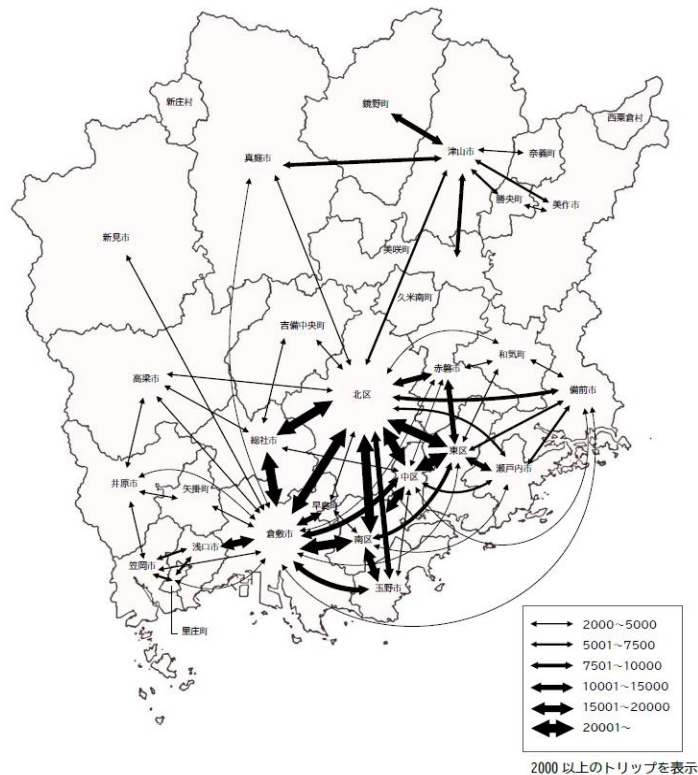 新庄村
鏡野町
西粟倉村
真庭市
津山市
奈義町
勝央町
美作市
新見市
美咲町
久米南町
吉備中央町
和気町
赤磐市
高梁市
備前市
北区
総社市
東区
瀬戸内市
中区
井原市
矢掛町
早島町
倉敷市
南区
浅口市
笠岡市
玉野市
里庄町
2000～5000
5001～7500
7501～10000
10001～15000
15001～20000
20001～
2000 以上のトリップを表示